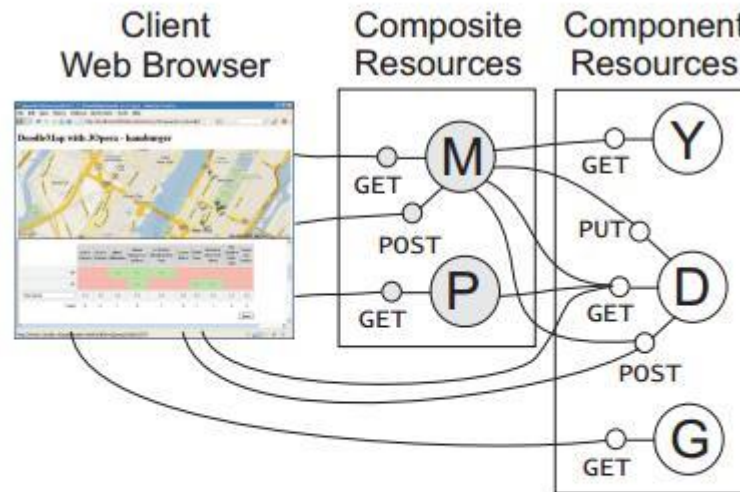 Client
Web Browser
Composite
Resources
Component
Resources
DoodleMap with JOpera - hamburger
M
GET
POST
P
GET
Y
GET
PUT
D
GET
POST
G
GET